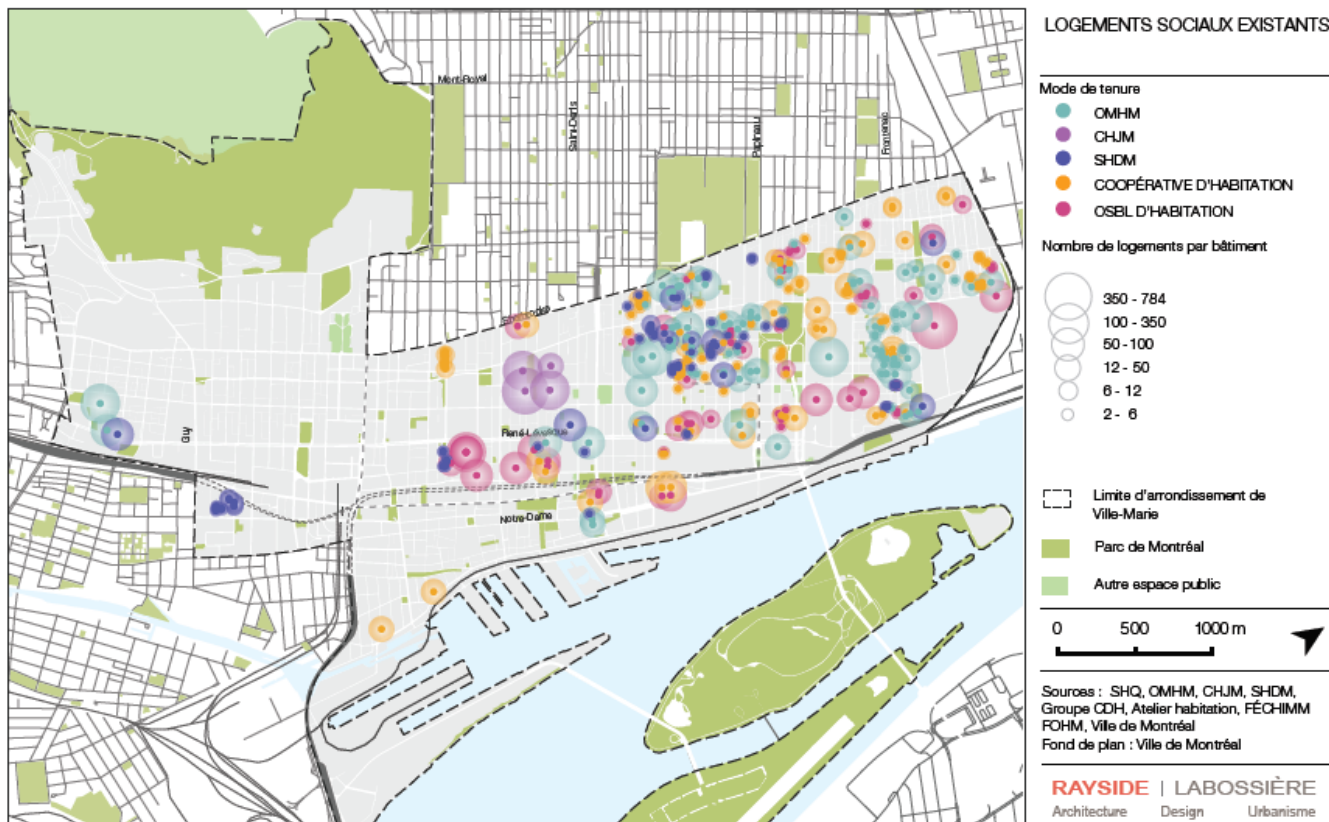 LOGEMENTS SOCIAUX EXISTANTS
Mode de tenure
OMHM
CHJM
SHDM
COOPÉRATIVE D'HABITATION
OSBL D'HABITATION
Nombre de logements par bâtiment
350 - 784
100 - 350
50 - 100
12 - 50
6 - 12
2 - 6
Limite d'arrondissement de
Ville-Marie
Parc de Montréal
Autre espace public
0 500 1000 m
Sources : SHQ, OMHM, CHJM, SHDM,
Groupe CDH, Atelier habitation, FÉCHIMM
FOHM, Ville de Montréal
Fond de plan : Ville de Montréal
RAYSIDE | LABOSSIÈRE
Architecture Design Urbanisme
Mont-Royal
Saint-Denis
Papineau
Frontenac
Guy
René-Lévesque
Notre-Dame